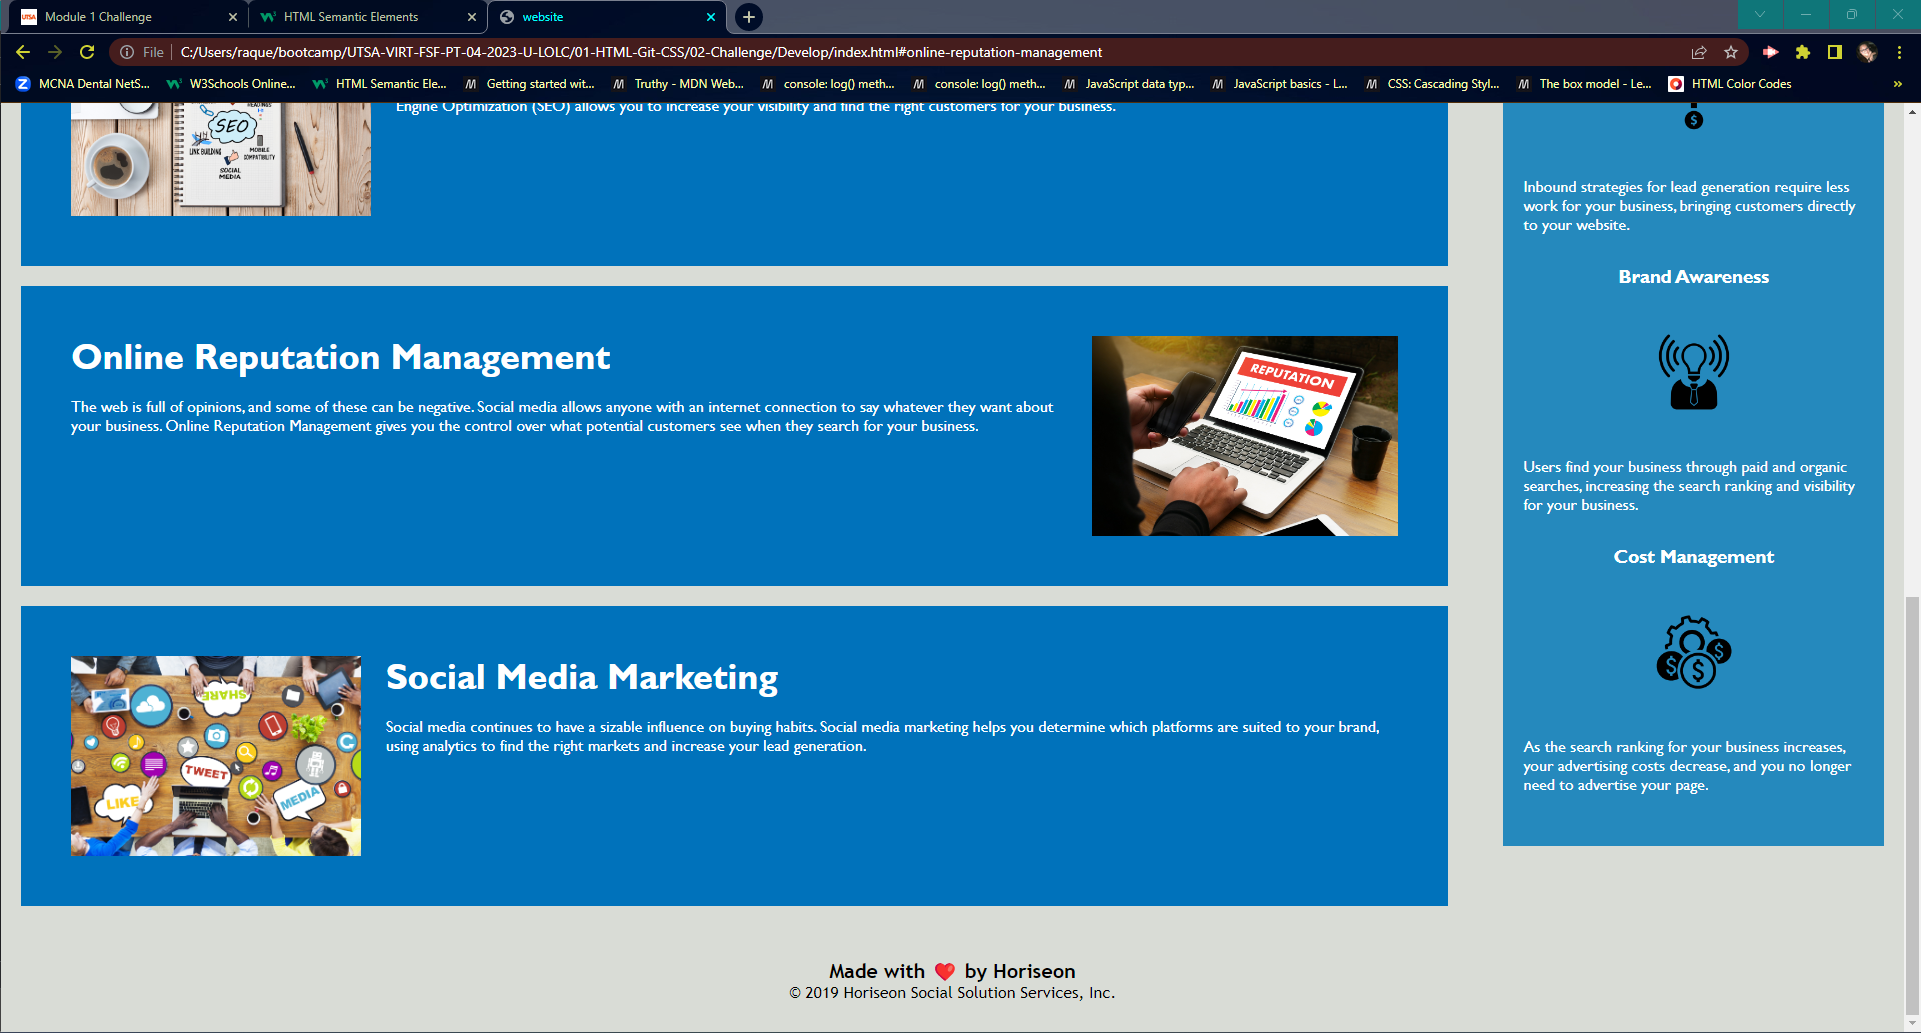 Module 1 Challenge
HTML Semantic Elements
website
File
C:/Users/raque/bootcamp/UTSA-VIRT-FSF-PT-04-2023-U-LOLC/01-HTML-Git-CSS/02-Challenge/Develop/index.html#online-reputation-management
MCNA Dental NetS...
W3Schools Online...
HTML Semantic Ele...
Getting started wit...
Truthy - MDN Web...
console: log() meth...
console: log() meth...
JavaScript data typ...
JavaScript basics - L...
CSS: Cascading Styl...
The box model - Le...
HTML Color Codes
»
Engine Optimization (SEO) allows you to increase your visibility and find the right customers for your business.
SEO
LINK BUILDING
MOBILE
COMPATIBILITY
SOCIAL
MEDIA
Online Reputation Management
The web is full of opinions, and some of these can be negative. Social media allows anyone with an internet connection to say whatever they want about
your business. Online Reputation Management gives you the control over what potential customers see when they search for your business.
REPUTATION
Social Media Marketing
Social media continues to have a sizable influence on buying habits. Social media marketing helps you determine which platforms are suited to your brand,
using analytics to find the right markets and increase your lead generation.
SHARE
TWEET
LIKE
MEDIA
Inbound strategies for lead generation require less
work for your business, bringing customers directly
to your website.
Brand Awareness
Users find your business through paid and organic
searches, increasing the search ranking and visibility
for your business.
Cost Management
As the search ranking for your business increases,
your advertising costs decrease, and you no longer
need to advertise your page.
Made with ❤️ by Horiseon
© 2019 Horiseon Social Solution Services, Inc.